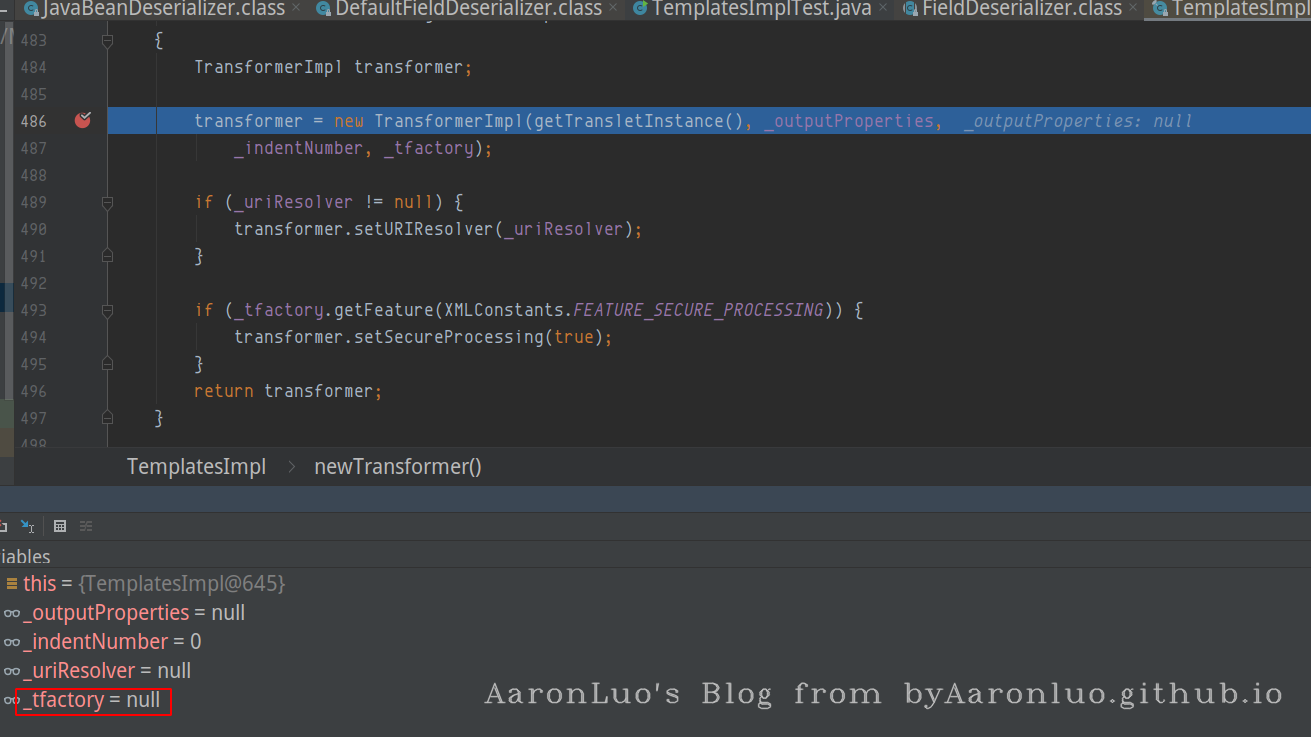 JavaBeanDeserializer.class × DefaultFieldDeserializer.class × TemplatesImplTest.java × FieldDeserializer.class × TemplatesImpl
483 {
484 TransformerImpl transformer;
485
486 transformer = new TransformerImpl(getTransletInstance(), _outputProperties, _outputProperties: null
487 _indentNumber, _tfactory);
488
489 if (_uriResolver != null) {
490 transformer.setURIResolver(_uriResolver);
491 }
492
493 if (_tfactory.getFeature(XMLConstants.FEATURE_SECURE_PROCESSING)) {
494 transformer.setSecureProcessing(true);
495 }
496 return transformer;
497 }
498
TemplatesImpl > newTransformer()
iables
this = {TemplatesImpl@645}
_outputProperties = null
_indentNumber = 0
_uriResolver = null
_tfactory = null
AaronLuo's Blog from byAaronluo.github.io